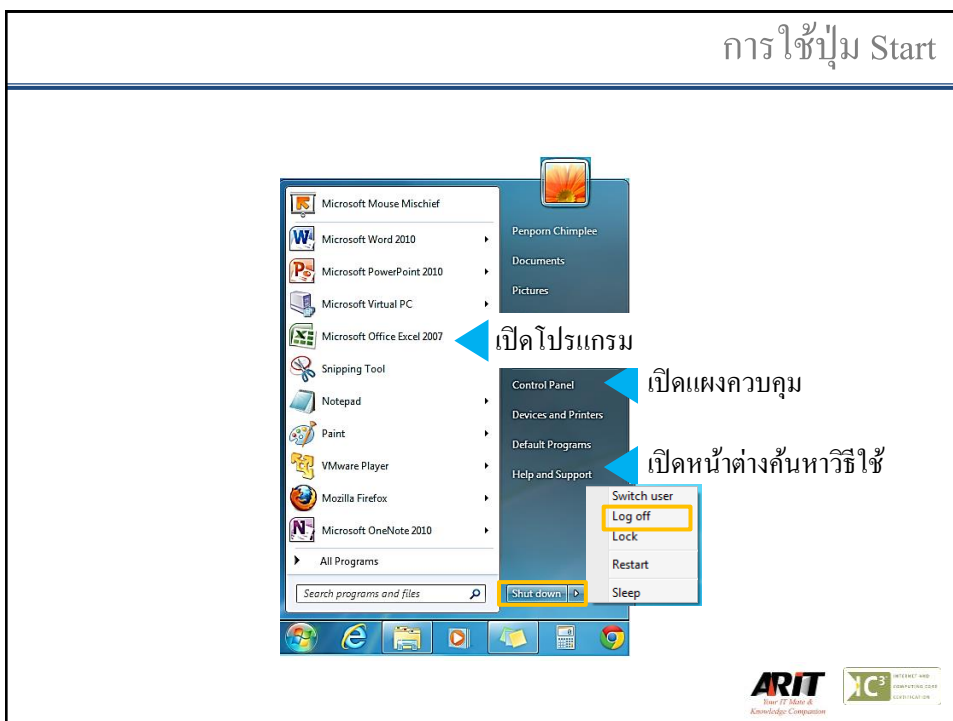 การใช้ปุ่ม Start
Microsoft Mouse Mischief
Microsoft Word 2010
Microsoft PowerPoint 2010
Microsoft Virtual PC
Microsoft Office Excel 2007
Snipping Tool
Notepad
Paint
VMware Player
Mozilla Firefox
Microsoft OneNote 2010
All Programs
Search programs and files
Penporn Chimplee
Documents
Pictures
เปิดโปรแกรม
Control Panel
เปิดแผงควบคุม
Devices and Printers
Default Programs
Help and Support
เปิดหน้าต่างค้นหาวิธีใช้
Switch user
Log off
Lock
Restart
Sleep
Shut down
ARiT
Your IT Mate &
Knowledge Companion
IC3
INTERNET AND
COMPUTING CORE
CERTIFICATION